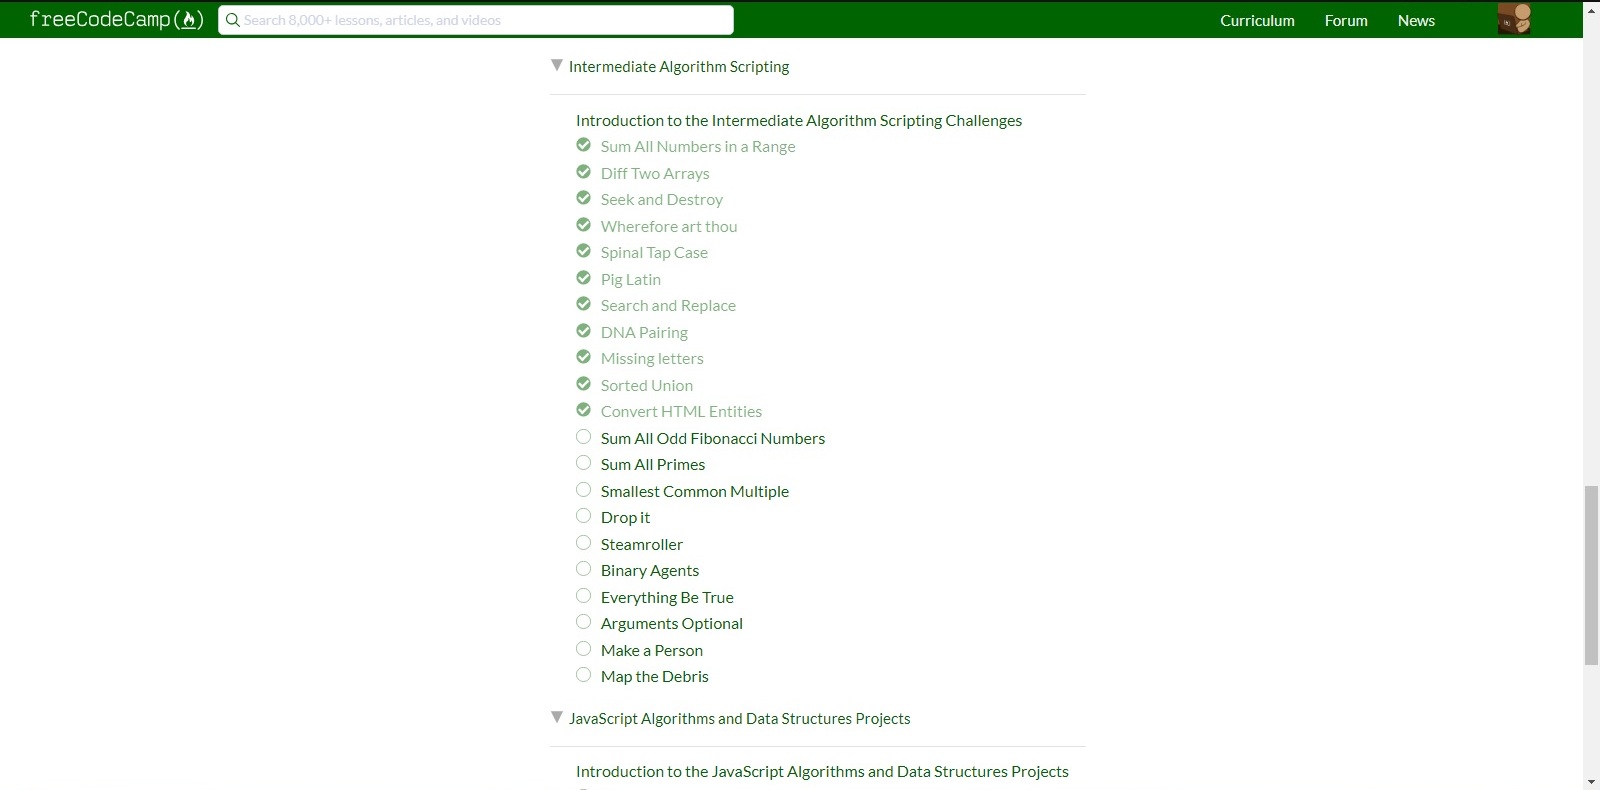 freeCodeCamp
Search 8,000+ lessons, articles, and videos
Curriculum
Forum
News
Intermediate Algorithm Scripting
Introduction to the Intermediate Algorithm Scripting Challenges
Sum All Numbers in a Range
Diff Two Arrays
Seek and Destroy
Wherefore art thou
Spinal Tap Case
Pig Latin
Search and Replace
DNA Pairing
Missing letters
Sorted Union
Convert HTML Entities
Sum All Odd Fibonacci Numbers
Sum All Primes
Smallest Common Multiple
Drop it
Steamroller
Binary Agents
Everything Be True
Arguments Optional
Make a Person
Map the Debris
JavaScript Algorithms and Data Structures Projects
Introduction to the JavaScript Algorithms and Data Structures Projects